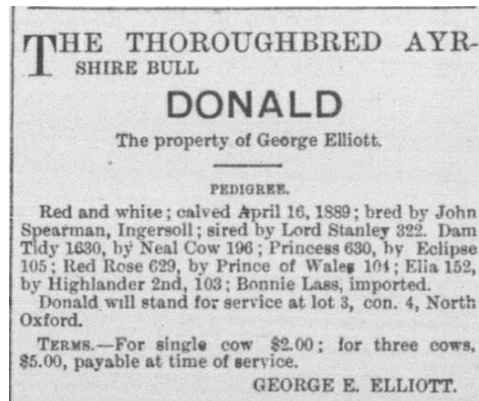 THE THOROUGHBRED AYR-
SHIRE BULL
DONALD
The property of George Elliott.
PEDIGREE.
Red and white; calved April 16, 1889; bred by John
Spearman, Ingersoll; sired by Lord Stanley 322. Dam
Tidy 1630, by Neal Cow 196; Princess 630, by Eclipse
105; Red Rose 629, by Prince of Wales 104; Elia 152,
by Highlander 2nd, 103; Bonnie Lass, imported.
Donald will stand for service at lot 3, con. 4, North
Oxford.
TERMS.—For single cow $2.00; for three cows,
$5.00, payable at time of service.
GEORGE E. ELLIOTT.